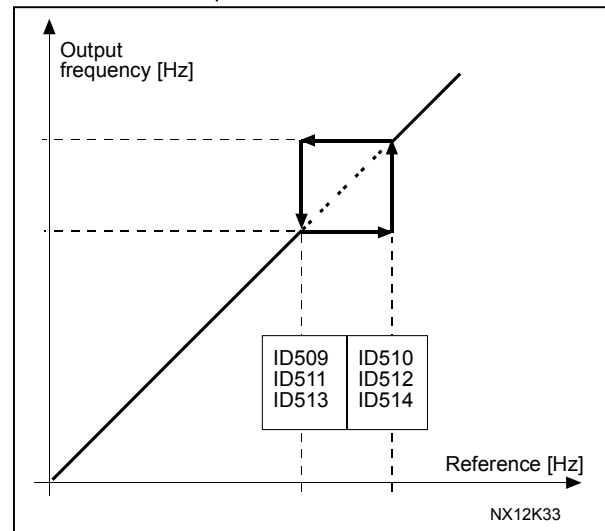 Output
frequency [Hz]
ID509
ID511
ID513
ID510
ID512
ID514
Reference [Hz]
NX12K33